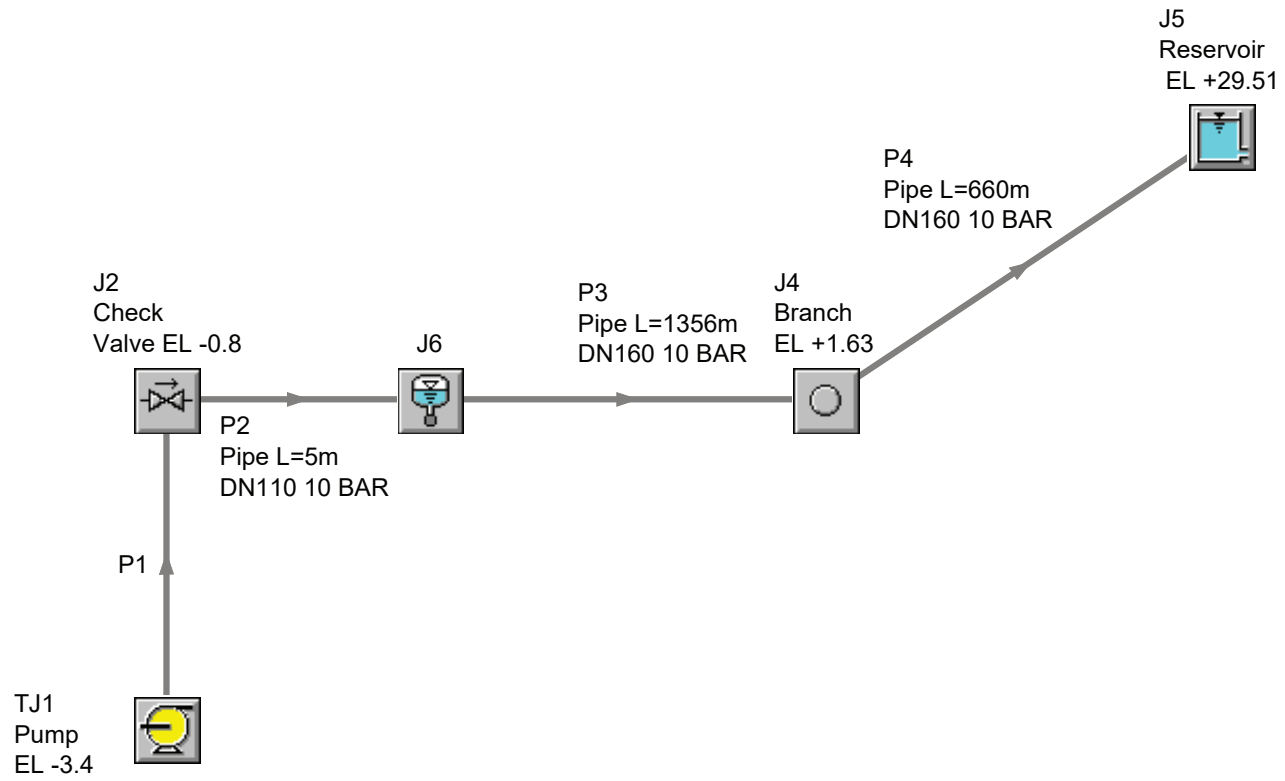 J5
Reservoir
EL +29.51
P4
Pipe L=660m
DN160 10 BAR
J2
Check
Valve EL -0.8
J6
P3
Pipe L=1356m
DN160 10 BAR
J4
Branch
EL +1.63
P2
Pipe L=5m
DN110 10 BAR
P1
TJ1
Pump
EL -3.4